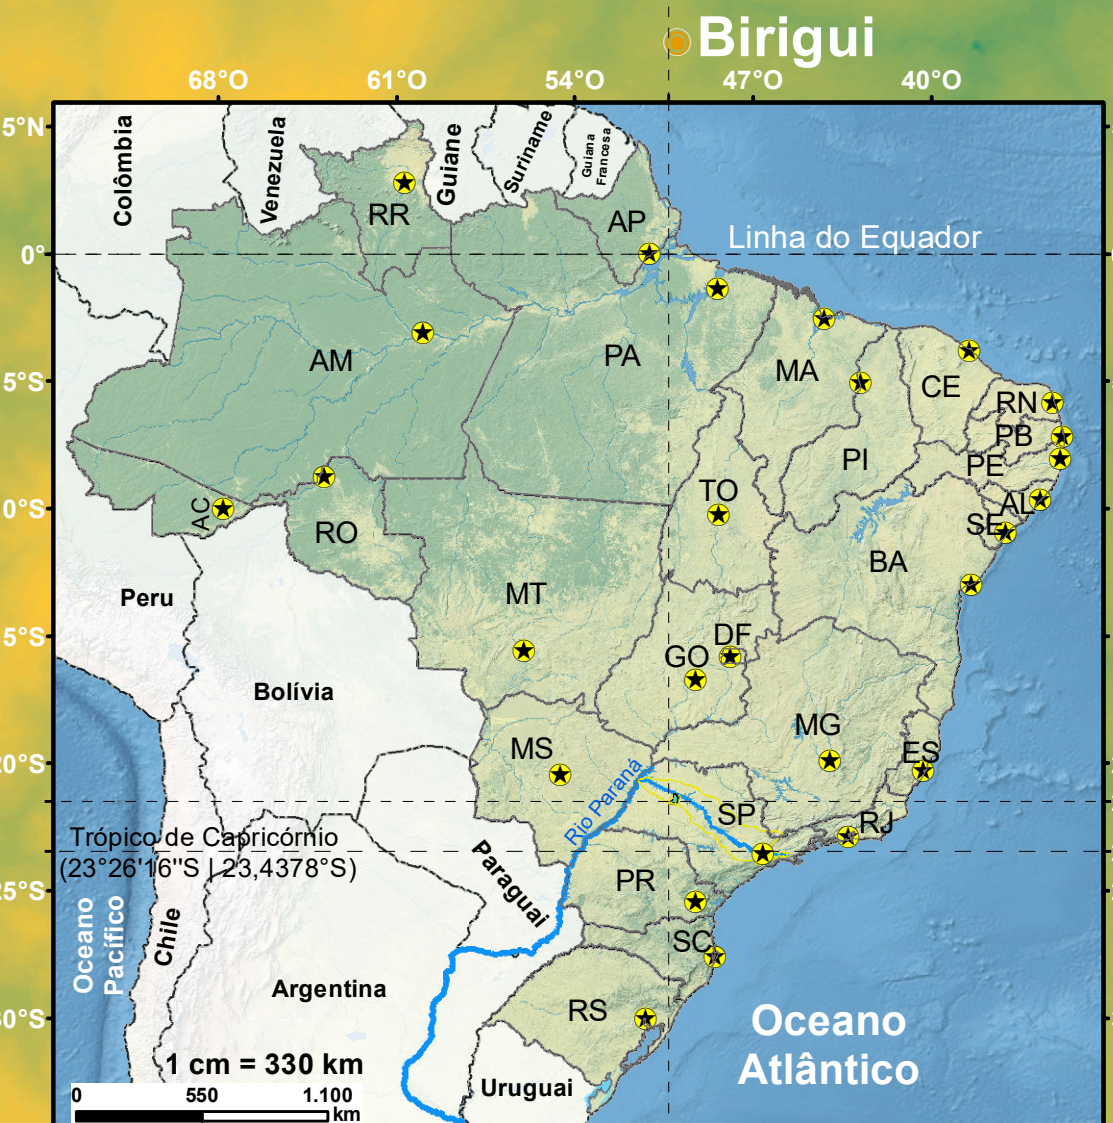 Birigui
68°O 61°O 54°O 47°O 40°O
5°N
Colômbia
Venezuela
Guiane
Suriname
Guiana
Francesa
RR
AP
Linha do Equador
0°
AM
PA
MA
CE
RN
5°S
PB
PI
PE
TO
AL
0°S
AC
RO
SE
BA
MT
Peru
DF
5°S
GO
Bolívia
MG
MS
ES
20°S
Rio Paraná
SP
RJ
Trópico de Capricórnio
(23°26'16"S | 23,4378°S)
Paraguai
PR
25°S
Oceano
Pacífico
Chile
SC
Argentina
RS
Oceano
Atlântico
30°S
1 cm = 330 km
Uruguai
0 550 1.100
km